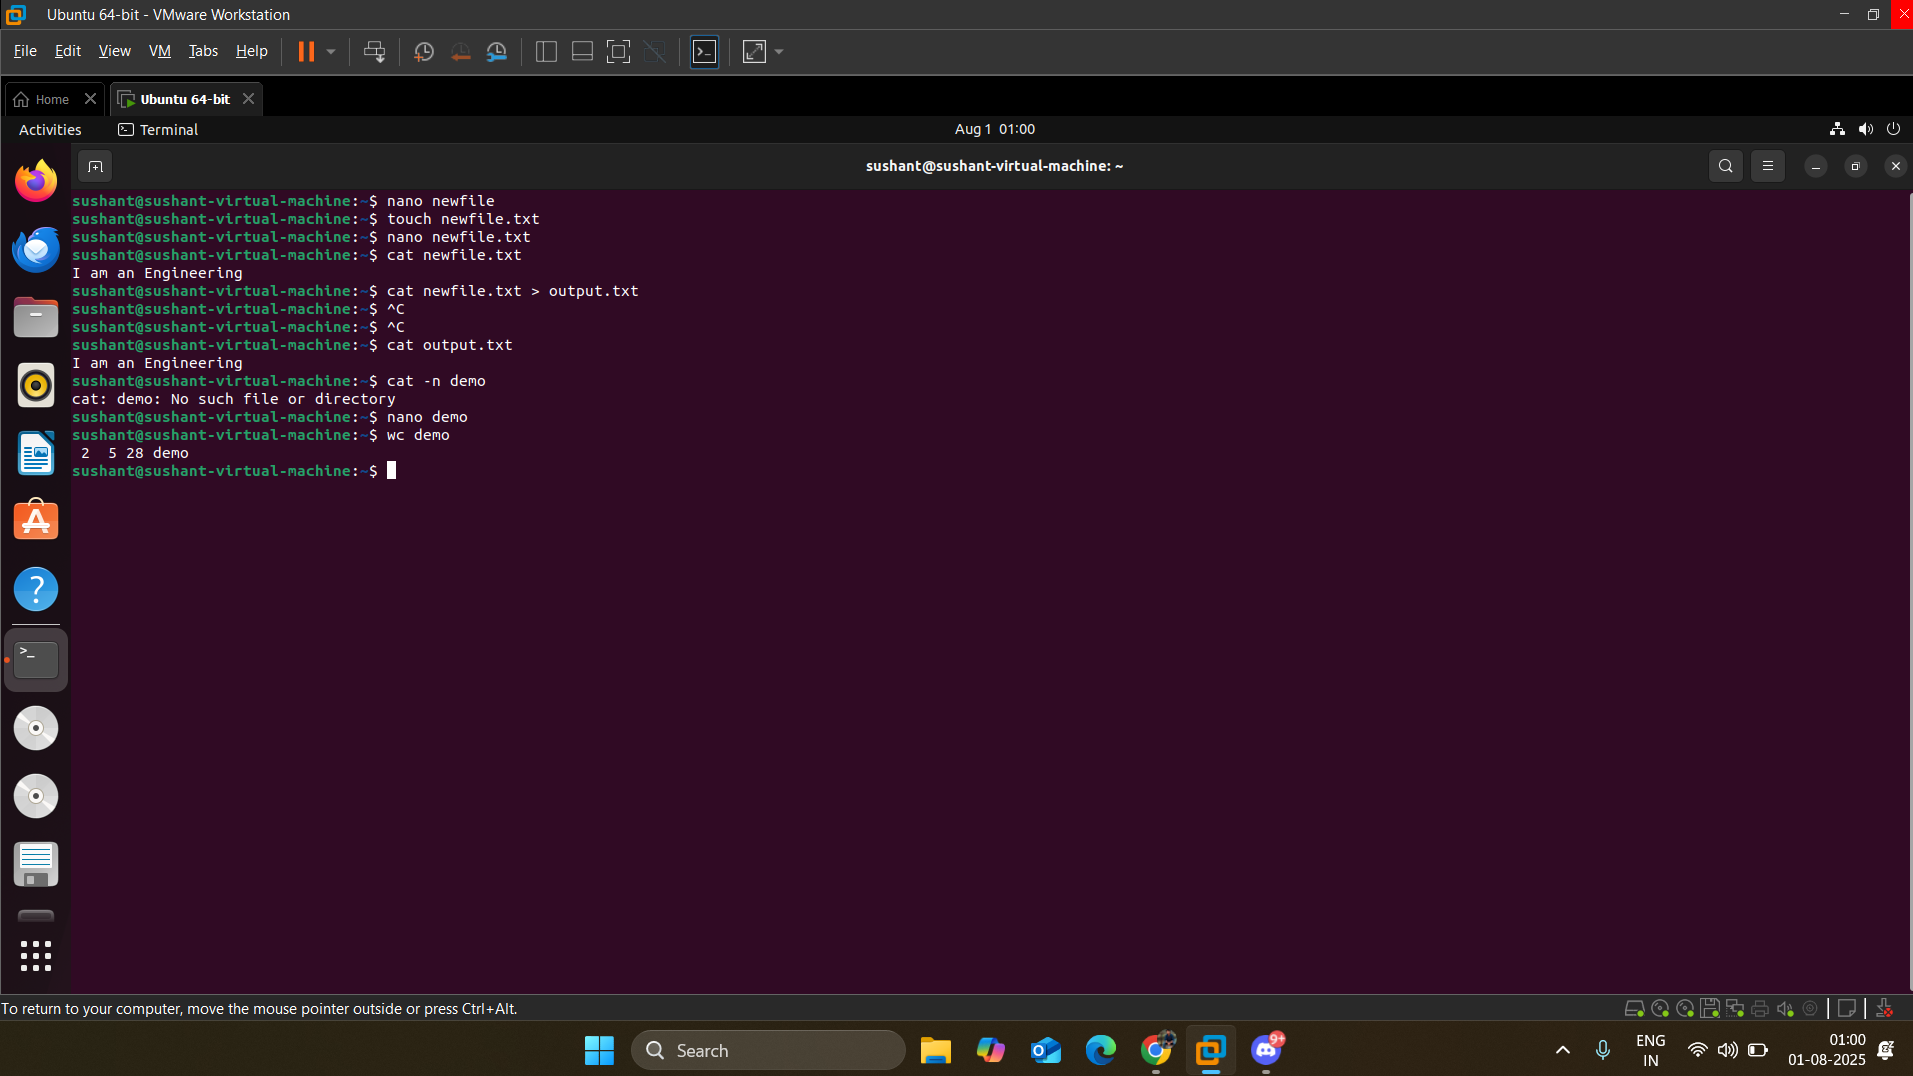 Ubuntu 64-bit - VMware Workstation
File Edit View VM Tabs Help
Home
Ubuntu 64-bit
Activities
Terminal
Aug 1 01:00
sushant@sushant-virtual-machine: ~
sushant@sushant-virtual-machine:~$ nano newfile
sushant@sushant-virtual-machine:~$ touch newfile.txt
sushant@sushant-virtual-machine:~$ nano newfile.txt
sushant@sushant-virtual-machine:~$ cat newfile.txt
I am an Engineering
sushant@sushant-virtual-machine:~$ cat newfile.txt > output.txt
sushant@sushant-virtual-machine:~$ ^C
sushant@sushant-virtual-machine:~$ ^C
sushant@sushant-virtual-machine:~$ cat output.txt
I am an Engineering
sushant@sushant-virtual-machine:~$ cat -n demo
cat: demo: No such file or directory
sushant@sushant-virtual-machine:~$ nano demo
sushant@sushant-virtual-machine:~$ wc demo
 2  5 28 demo
sushant@sushant-virtual-machine:~$
To return to your computer, move the mouse pointer outside or press Ctrl+Alt.
Search
9+
ENG
IN
01:00
01-08-2025